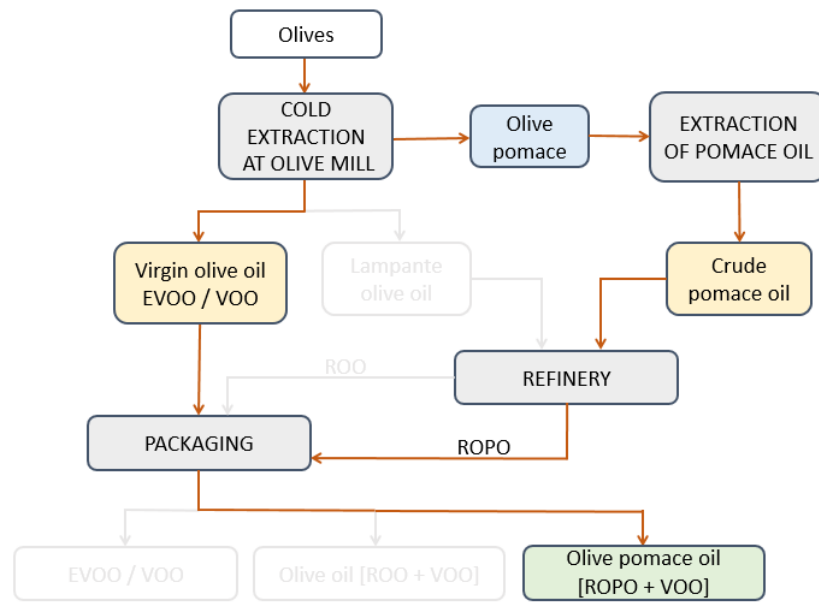 Olives
COLD
EXTRACTION
AT OLIVE MILL
Olive
pomace
EXTRACTION
OF POMACE OIL
Virgin olive oil
EVOO / VOO
Lampante
olive oil
Crude
pomace oil
ROO
REFINERY
PACKAGING
ROPO
EVOO / VOO
Olive oil [ROO + VOO]
Olive pomace oil
[ROPO + VOO]